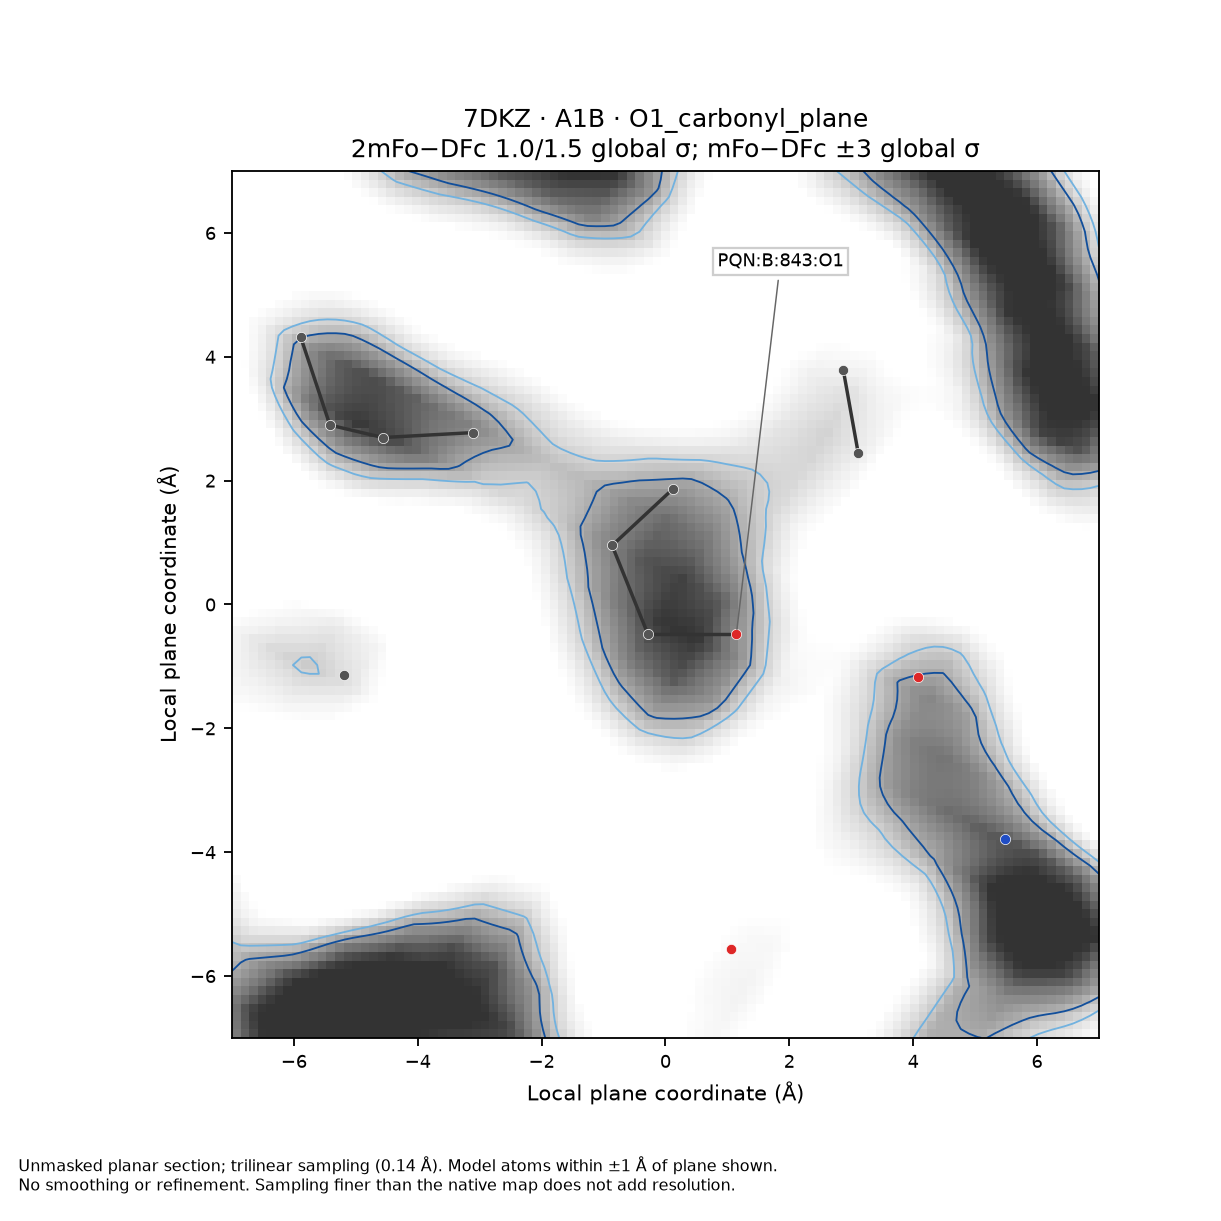 7DKZ · A1B · O1_carbonyl_plane
2mFo−DFc 1.0/1.5 global σ; mFo−DFc ±3 global σ
PQN:B:843:O1
6
4
2
0
−2
−4
−6
Local plane coordinate (Å)
−6
−4
−2
0
2
4
6
Local plane coordinate (Å)
Unmasked planar section; trilinear sampling (0.14 Å). Model atoms within ±1 Å of plane shown.
No smoothing or refinement. Sampling finer than the native map does not add resolution.